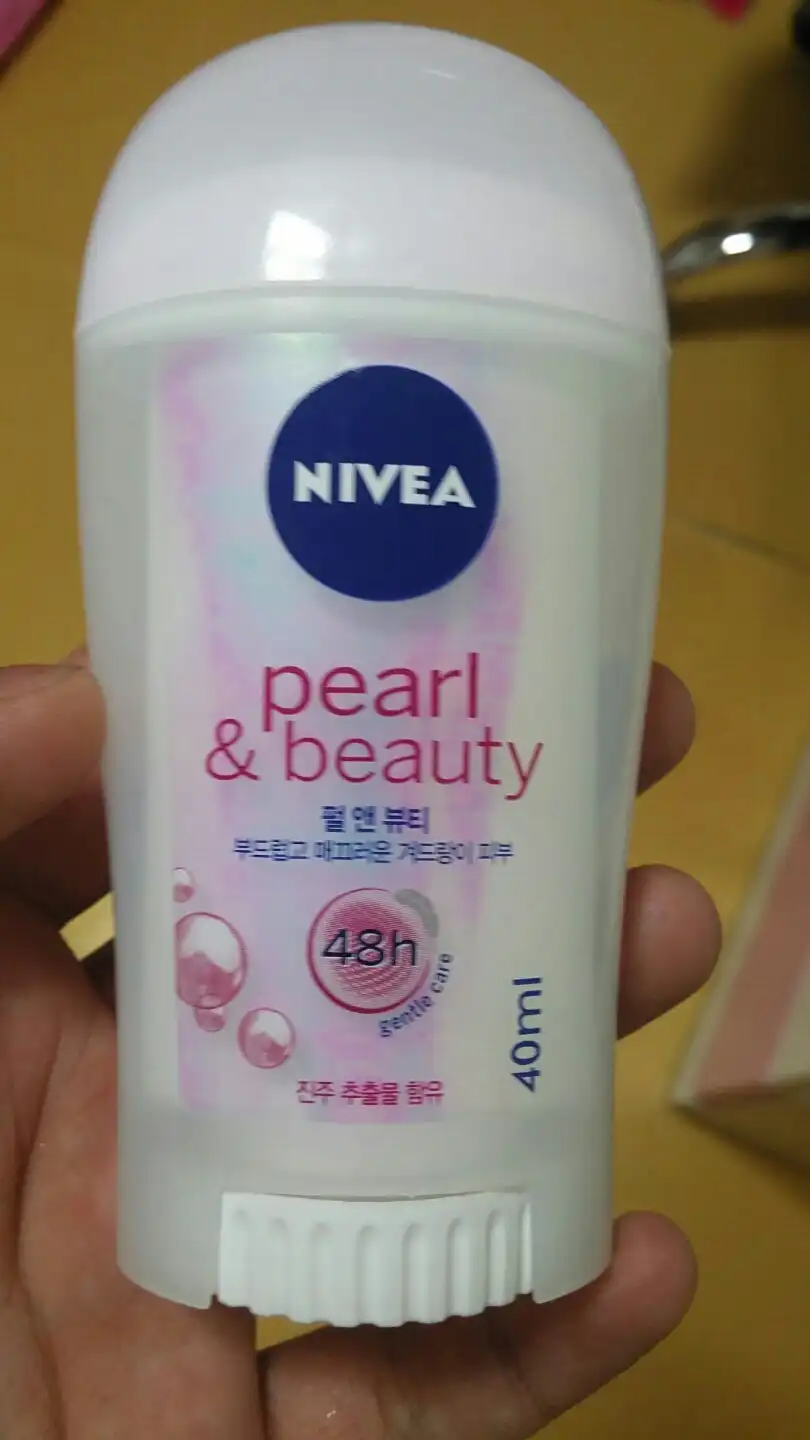 NIVEA
pearl
& beauty
펄 앤 뷰티
부드럽고 매끄러운 겨드랑이 피부
48h
gentle care
40ml
진주 추출물 함유